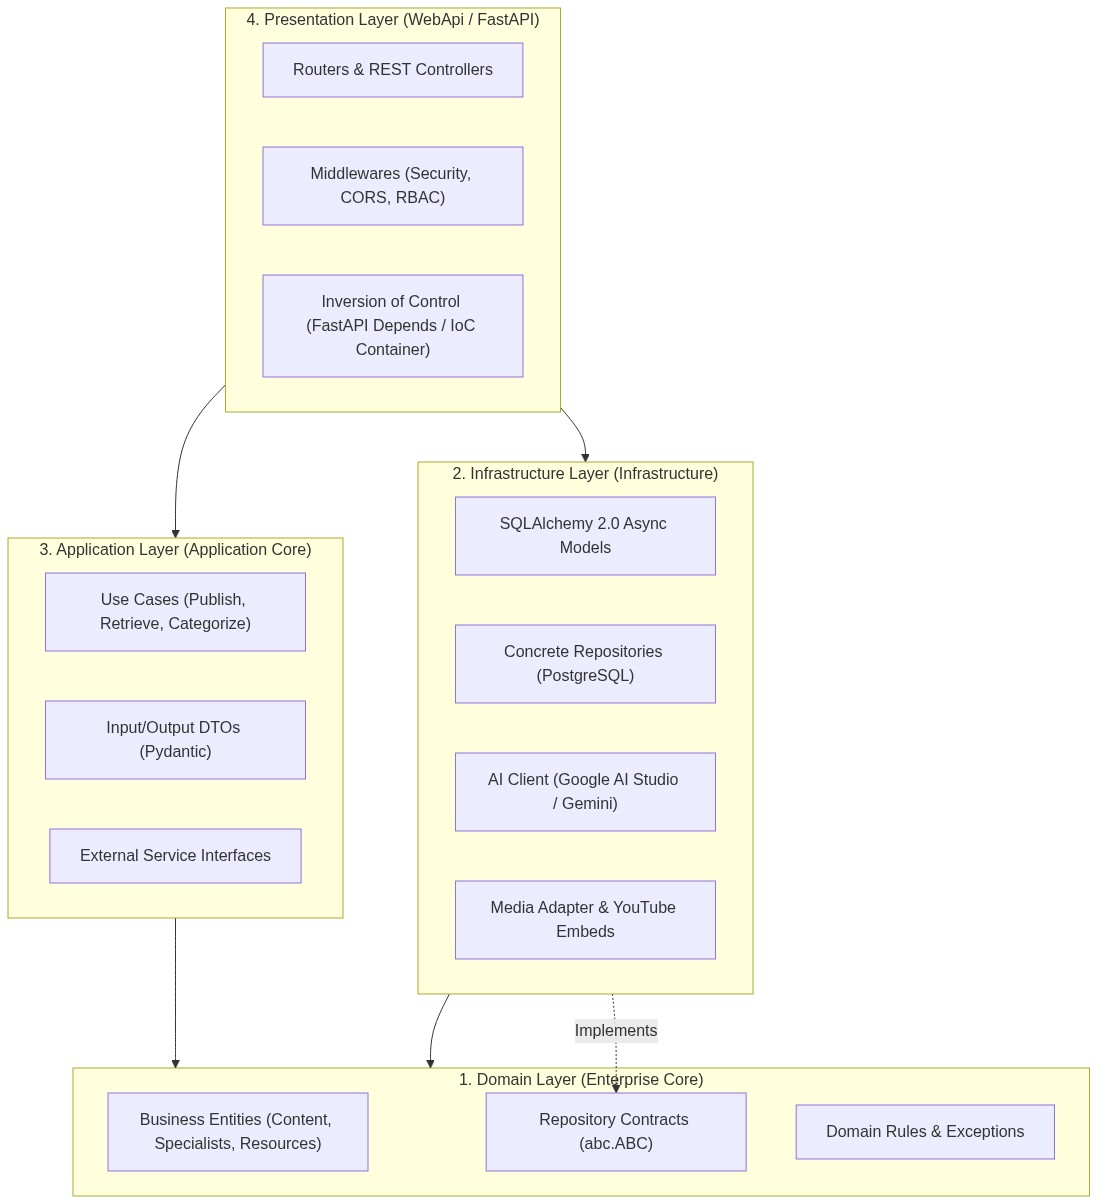 4. Presentation Layer (WebApi / FastAPI)
Routers & REST Controllers
Middlewares (Security,
CORS, RBAC)
Inversion of Control
(FastAPI Depends / IoC
Container)
2. Infrastructure Layer (Infrastructure)
SQLAlchemy 2.0 Async
Models
Concrete Repositories
(PostgreSQL)
AI Client (Google AI Studio
/ Gemini)
Media Adapter & YouTube
Embeds
3. Application Layer (Application Core)
Use Cases (Publish,
Retrieve, Categorize)
Input/Output DTOs
(Pydantic)
External Service Interfaces
Implements
1. Domain Layer (Enterprise Core)
Business Entities (Content,
Specialists, Resources)
Repository Contracts
(abc.ABC)
Domain Rules & Exceptions